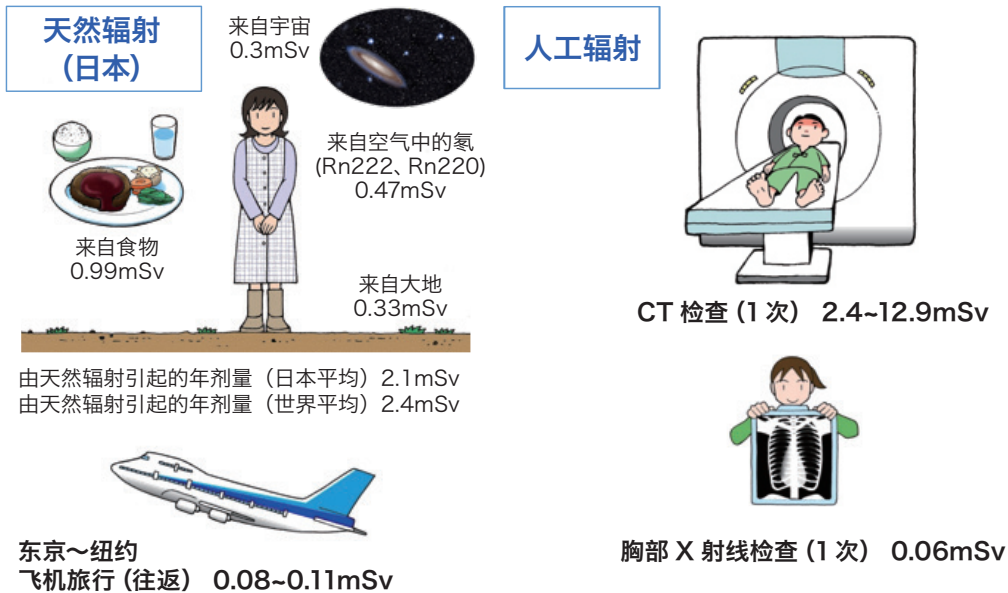 天然辐射
(日本)
来自宇宙
0.3mSv
来自空气中的氡
(Rn222、Rn220)
0.47mSv
来自食物
0.99mSv
来自大地
0.33mSv
由天然辐射引起的年剂量（日本平均）2.1mSv
由天然辐射引起的年剂量（世界平均）2.4mSv
东京～纽约
飞机旅行 (往返） 0.08~0.11mSv
人工辐射
CT 检查 (1 次） 2.4~12.9mSv
胸部 X 射线检查 (1 次） 0.06mSv